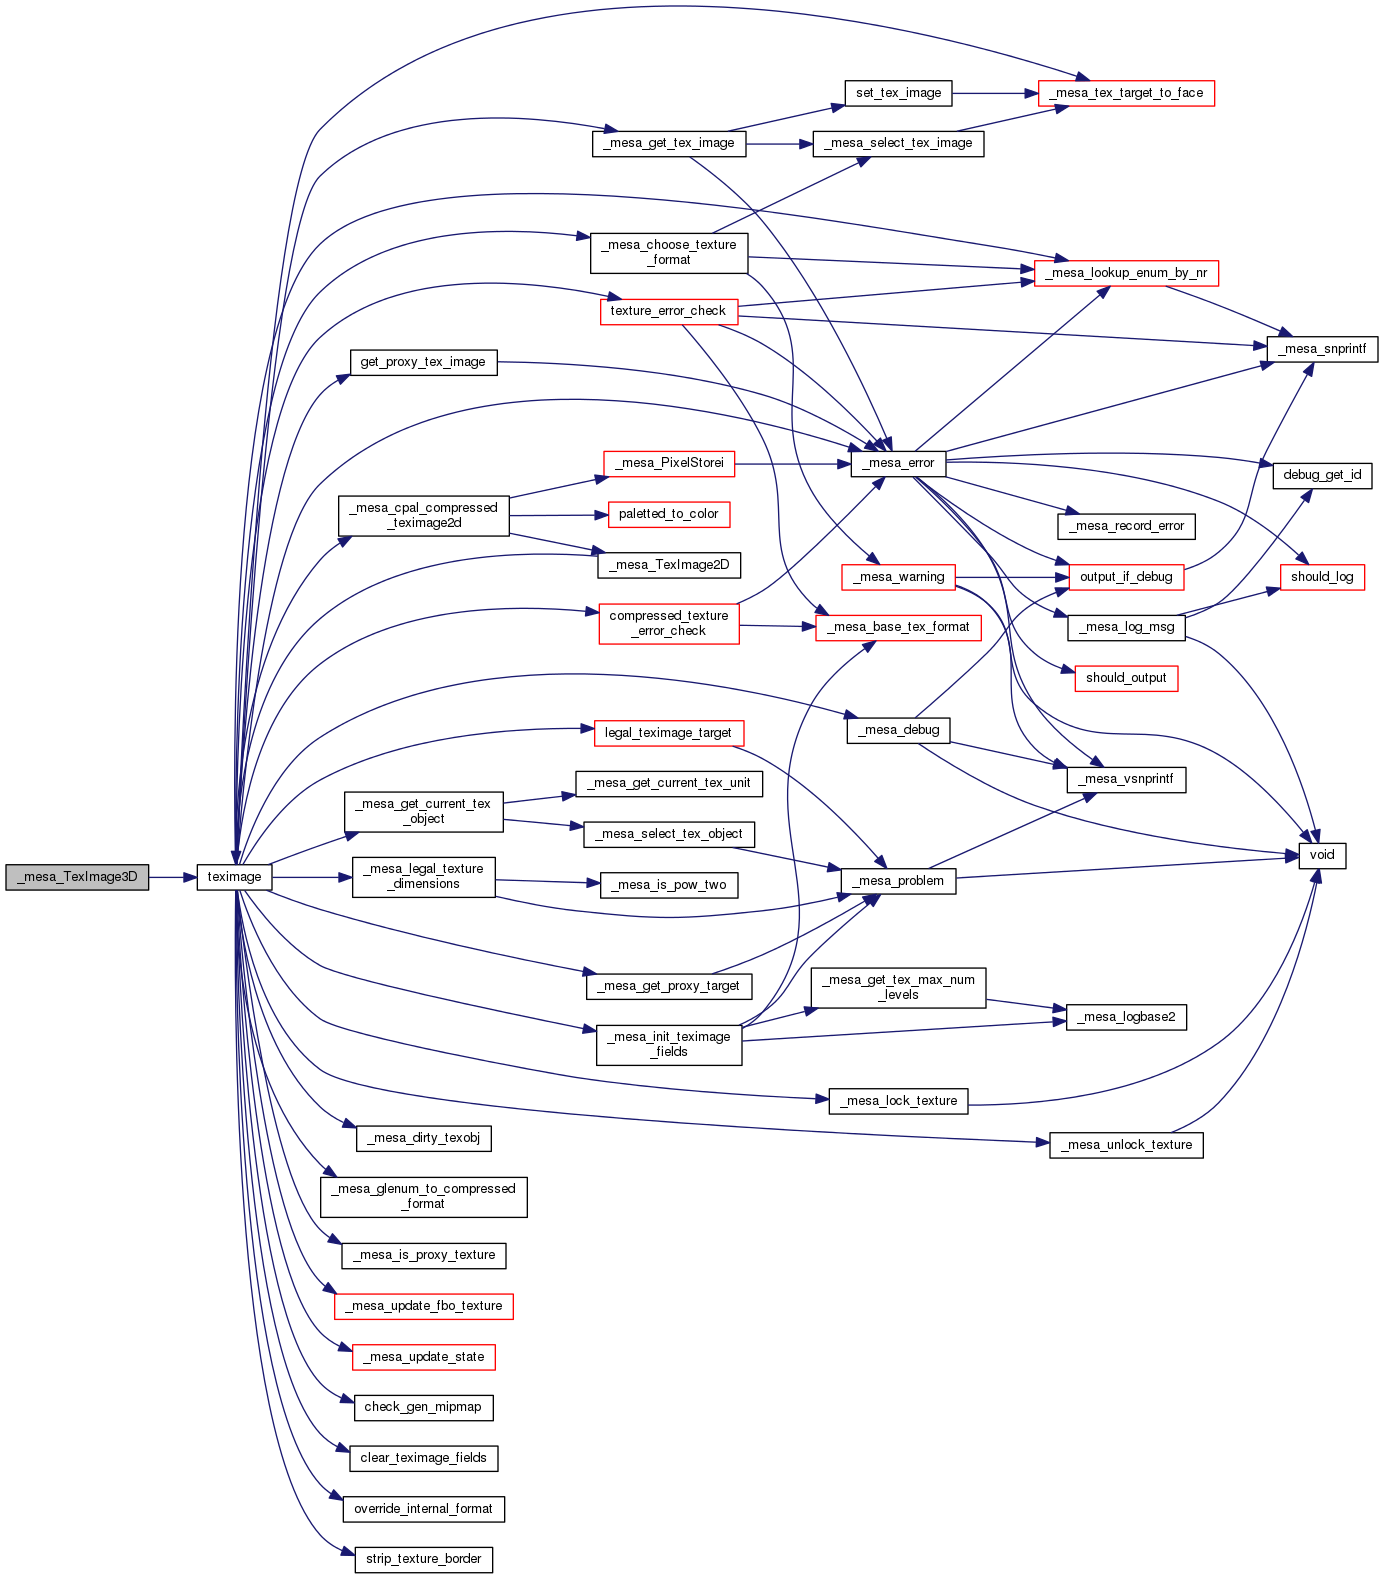 set_tex_image
_mesa_tex_target_to_face
_mesa_get_tex_image
_mesa_select_tex_image
_mesa_choose_texture
_format
_mesa_lookup_enum_by_nr
texture_error_check
_mesa_snprintf
get_proxy_tex_image
_mesa_PixelStorei
_mesa_error
debug_get_id
_mesa_cpal_compressed
_teximage2d
paletted_to_color
_mesa_record_error
_mesa_TexImage2D
_mesa_warning
output_if_debug
should_log
compressed_texture
_error_check
_mesa_base_tex_format
_mesa_log_msg
should_output
legal_teximage_target
_mesa_debug
_mesa_get_current_tex_unit
_mesa_vsnprintf
_mesa_get_current_tex
_object
_mesa_select_tex_object
void
_mesa_TexImage3D
teximage
_mesa_legal_texture
_dimensions
_mesa_is_pow_two
_mesa_problem
_mesa_get_proxy_target
_mesa_get_tex_max_num
_levels
_mesa_logbase2
_mesa_init_teximage
_fields
_mesa_lock_texture
_mesa_dirty_texobj
_mesa_unlock_texture
_mesa_glenum_to_compressed
_format
_mesa_is_proxy_texture
_mesa_update_fbo_texture
_mesa_update_state
check_gen_mipmap
clear_teximage_fields
override_internal_format
strip_texture_border